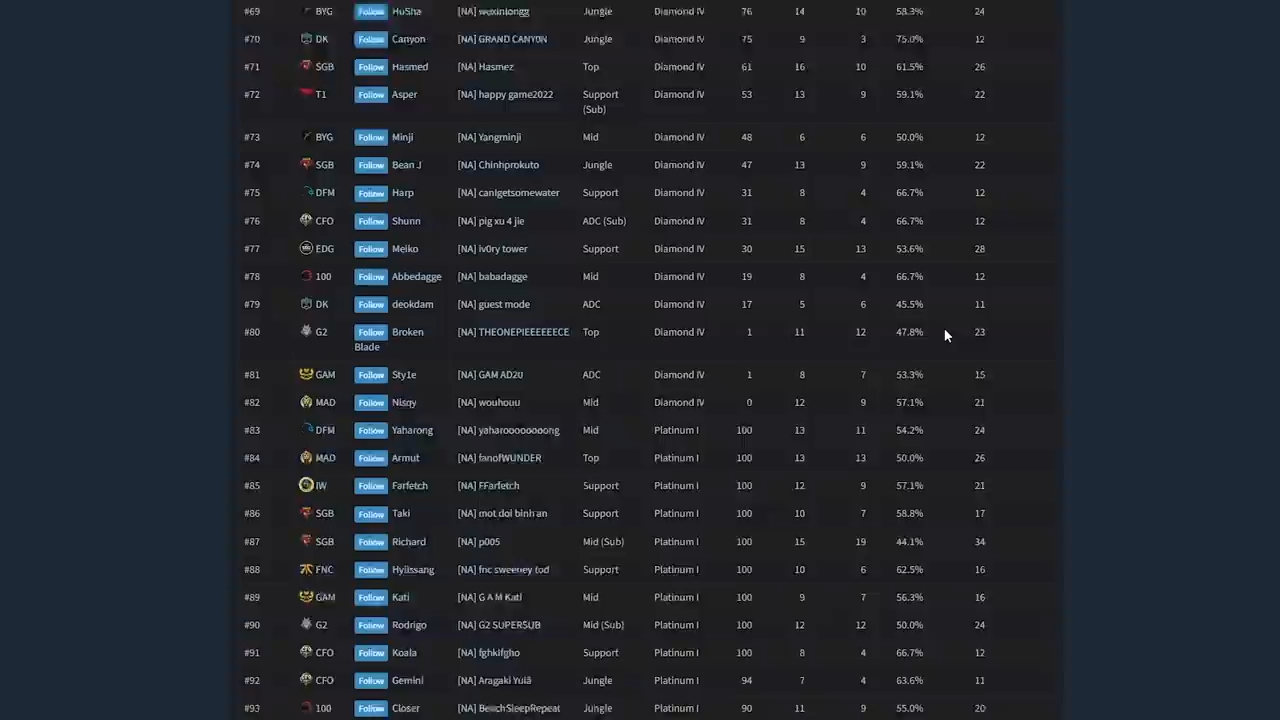 #69 BYG Follow HuSha [NA] wuxinlongg Jungle Diamond IV 76 14 10 58.3% 24
#70 DK Follow Canyon [NA] GRAND CANY0N Jungle Diamond IV 75 9 3 75.0% 12
#71 SGB Follow Hasmed [NA] Hasmez Top Diamond IV 61 16 10 61.5% 26
#72 T1 Follow Asper [NA] happy game2022 Support Diamond IV 53 13 9 59.1% 22
(Sub)
#73 BYG Follow Minji [NA] Yangminji Mid Diamond IV 48 6 6 50.0% 12
#74 SGB Follow Bean J [NA] Chinhprokuto Jungle Diamond IV 47 13 9 59.1% 22
#75 DFM Follow Harp [NA] canIgetsomewater Support Diamond IV 31 8 4 66.7% 12
#76 CFO Follow Shunn [NA] pig xu 4 jie ADC (Sub) Diamond IV 31 8 4 66.7% 12
#77 EDG Follow Meiko [NA] iv0ry tower Support Diamond IV 30 15 13 53.6% 28
#78 100 Follow Abbedagge [NA] babadagge Mid Diamond IV 19 8 4 66.7% 12
#79 DK Follow deokdam [NA] guest mode ADC Diamond IV 17 5 6 45.5% 11
#80 G2 Follow Broken [NA] THEONEPIEEEEEECE Top Diamond IV 1 11 12 47.8% 23
Blade
#81 GAM Follow Sty1e [NA] GAM AD2u ADC Diamond IV 1 8 7 53.3% 15
#82 MAD Follow Nisqy [NA] wouhouu Mid Diamond IV 0 12 9 57.1% 21
#83 DFM Follow Yaharong [NA] yaharoooooooong Mid Platinum I 100 13 11 54.2% 24
#84 MAD Follow Armut [NA] fanofWUNDER Top Platinum I 100 13 13 50.0% 26
#85 IW Follow Farfetch [NA] FFarfetch Support Platinum I 100 12 9 57.1% 21
#86 SGB Follow Taki [NA] mot doi binh an Support Platinum I 100 10 7 58.8% 17
#87 SGB Follow Richard [NA] p005 Mid (Sub) Platinum I 100 15 19 44.1% 34
#88 FNC Follow Hylissang [NA] fnc sweeney tod Support Platinum I 100 10 6 62.5% 16
#89 GAM Follow Kati [NA] G A M Kati Mid Platinum I 100 9 7 56.3% 16
#90 G2 Follow Rodrigo [NA] G2 SUPERSUB Mid (Sub) Platinum I 100 12 12 50.0% 24
#91 CFO Follow Koala [NA] fghkifgho Support Platinum I 100 8 4 66.7% 12
#92 CFO Follow Gemini [NA] Aragaki Yuiã Jungle Platinum I 94 7 4 63.6% 11
#93 100 Follow Closer [NA] BeachSleepRepeat Jungle Platinum I 90 11 9 55.0% 20